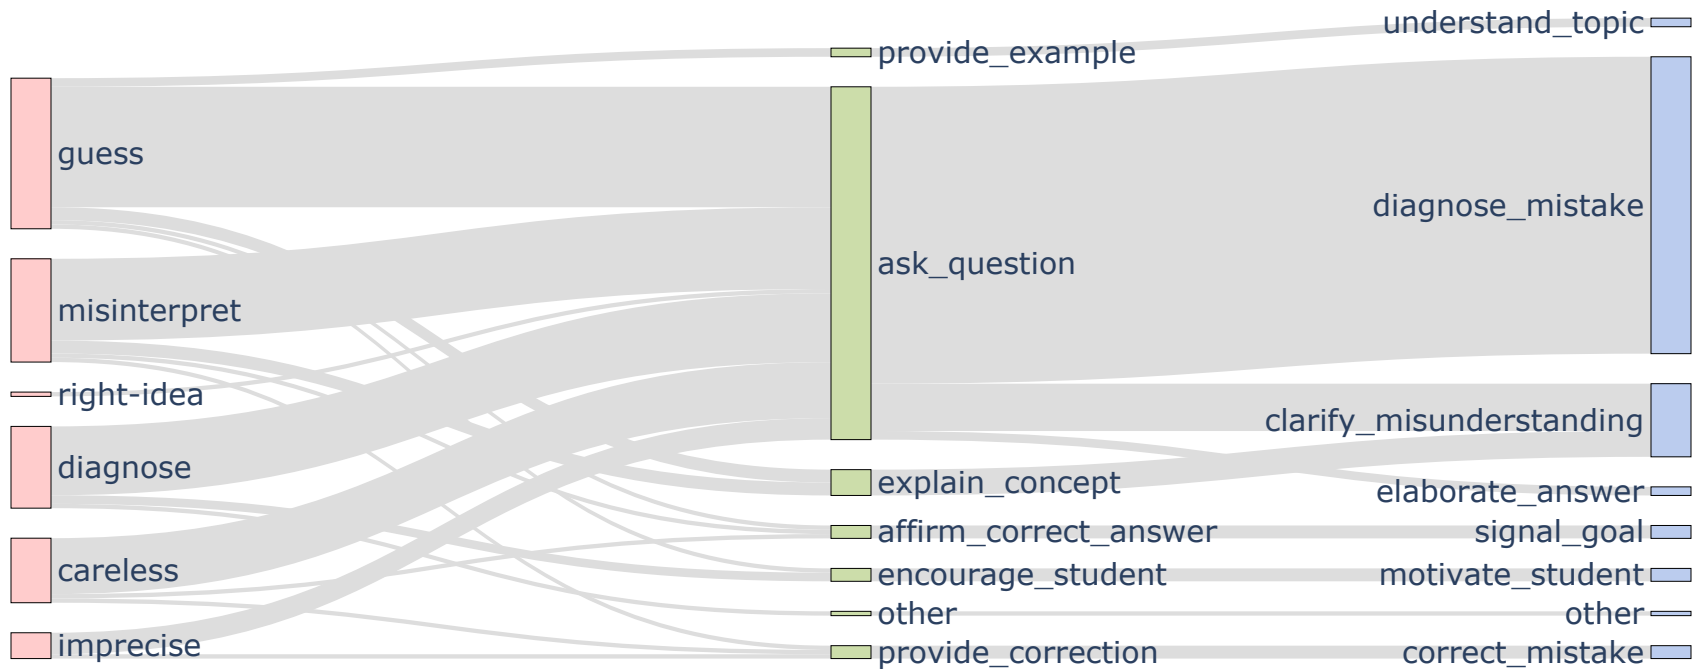 guess
misinterpret
right-idea
diagnose
careless
imprecise
provide_example
ask_question
explain_concept
affirm_correct_answer
encourage_student
other
provide_correction
understand_topic
diagnose_mistake
clarify_misunderstanding
elaborate_answer
signal_goal
motivate_student
other
correct_mistake